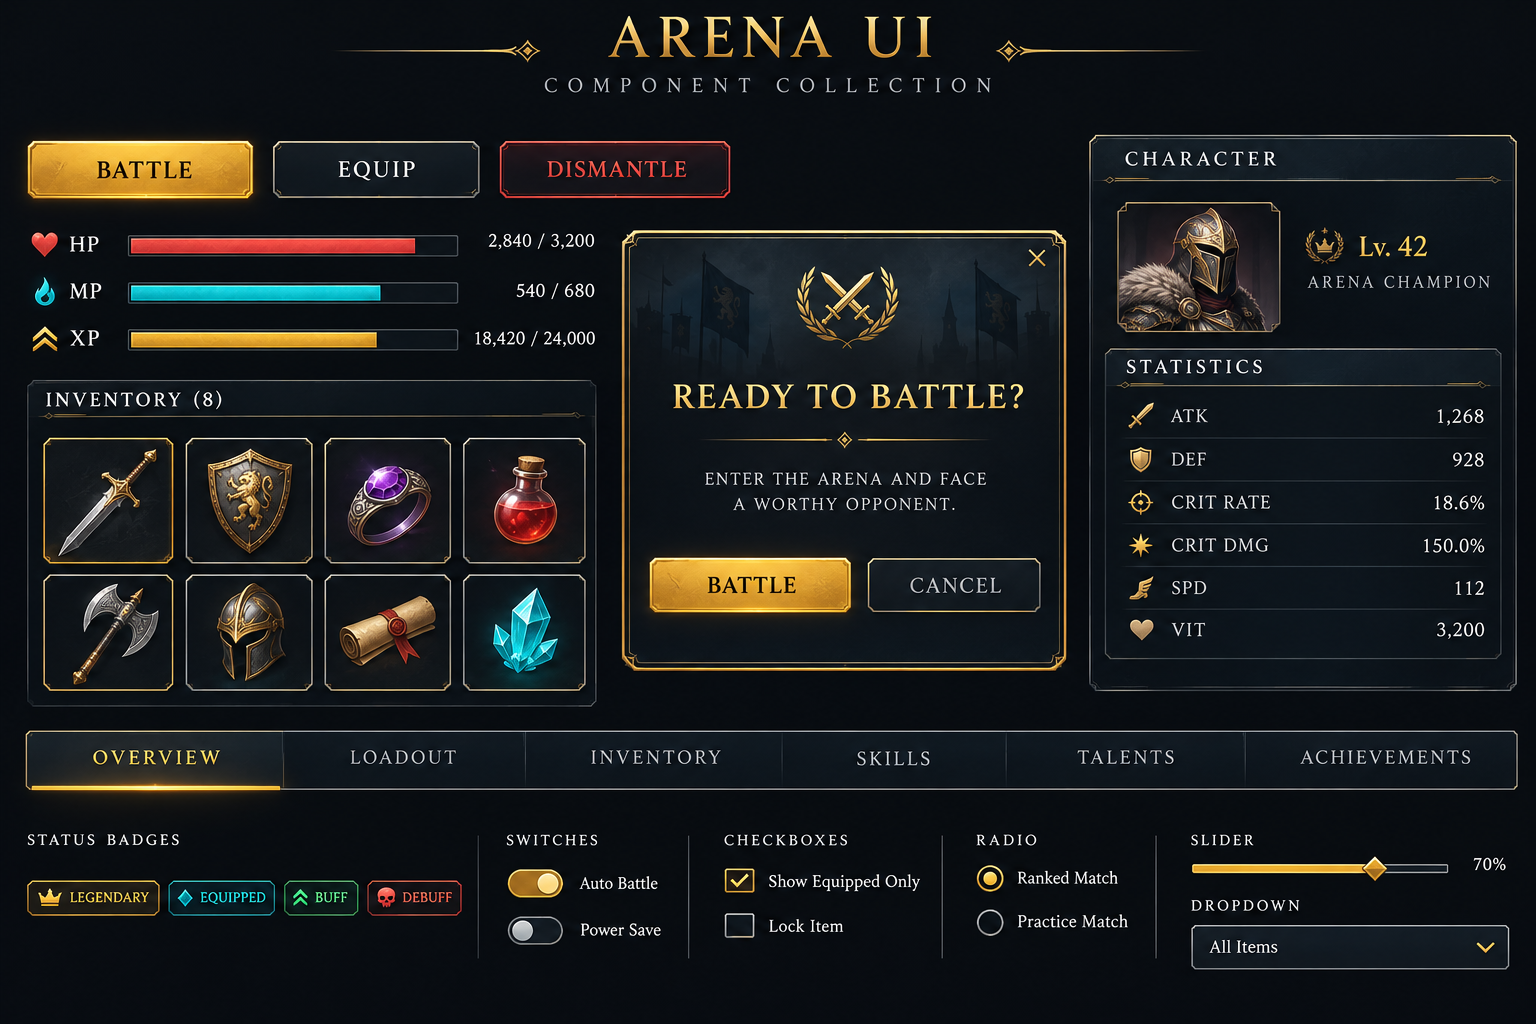 ARENA UI
COMPONENT COLLECTION
BATTLE
EQUIP
DISMANTLE
HP
2,840 / 3,200
MP
540 / 680
XP
18,420 / 24,000
INVENTORY (8)
READY TO BATTLE?
ENTER THE ARENA AND FACE
A WORTHY OPPONENT.
BATTLE
CANCEL
CHARACTER
Lv. 42
ARENA CHAMPION
STATISTICS
ATK 1,268
DEF 928
CRIT RATE 18.6%
CRIT DMG 150.0%
SPD 112
VIT 3,200
OVERVIEW
LOADOUT
INVENTORY
SKILLS
TALENTS
ACHIEVEMENTS
STATUS BADGES
LEGENDARY
EQUIPPED
BUFF
DEBUFF
SWITCHES
Auto Battle
Power Save
CHECKBOXES
Show Equipped Only
Lock Item
RADIO
Ranked Match
Practice Match
SLIDER
70%
DROPDOWN
All Items